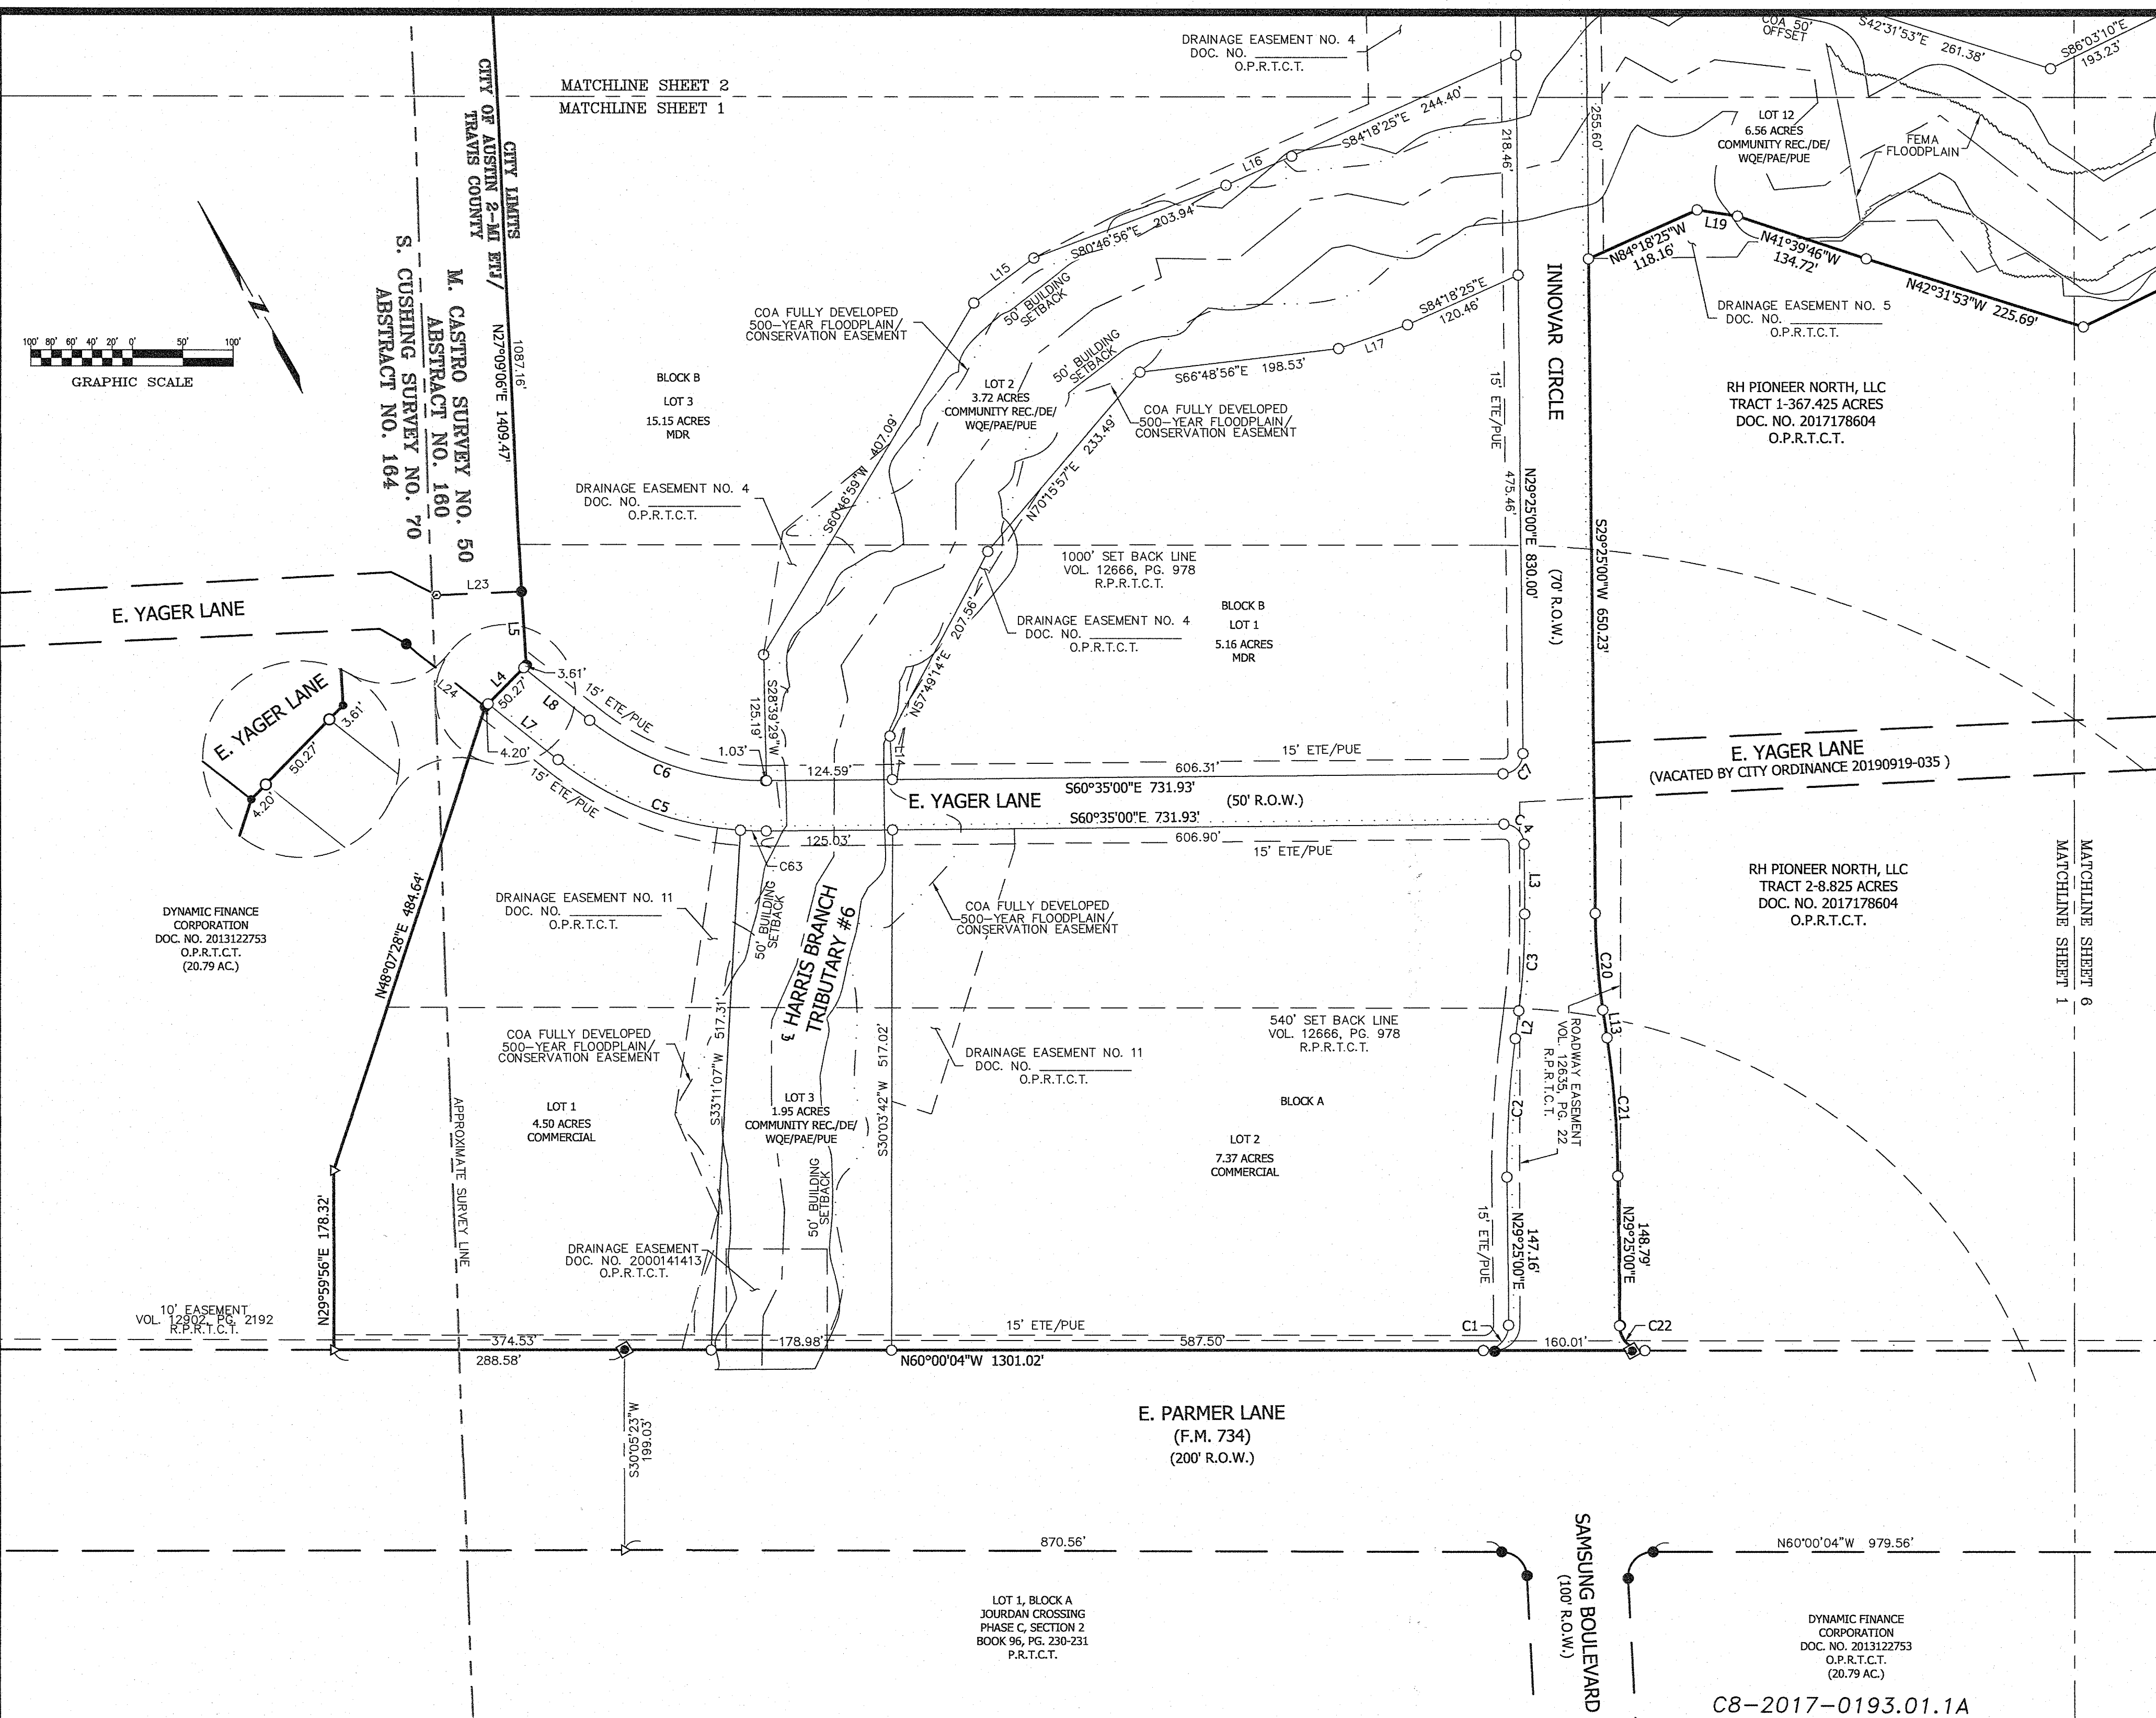 MATCHLINE SHEET 2
MATCHLINE SHEET 1
CITY LIMITS
CITY OF AUSTIN 2-MI ETJ/
TRAVIS COUNTY
M. CASTRO SURVEY NO. 50
ABSTRACT NO. 160
S. CUSHING SURVEY NO. 70
ABSTRACT NO. 164
N27°09'06"E 1409.47'
1087.16'
100' 80' 60' 40' 20' 0' 50' 100'
GRAPHIC SCALE
N
DRAINAGE EASEMENT NO. 4
DOC. NO.
O.P.R.T.C.T.
S84°18'25"E 244.40'
L16
S80°46'56"E 203.94'
L15
50' BUILDING
SETBACK
218.46'
255.60'
COA 50'
OFFSET
S42°31'53"E 261.38'
S86°03'10"E
193.23'
LOT 12
6.56 ACRES
COMMUNITY REC./DE/
WQE/PAE/PUE
FEMA
FLOODPLAIN
N84°18'25"W
118.16'
L19
N41°39'46"W
134.72'
N42°31'53"W 225.69'
DRAINAGE EASEMENT NO. 5
DOC. NO.
O.P.R.T.C.T.
RH PIONEER NORTH, LLC
TRACT 1-367.425 ACRES
DOC. NO. 2017178604
O.P.R.T.C.T.
COA FULLY DEVELOPED
500-YEAR FLOODPLAIN/
CONSERVATION EASEMENT
BLOCK B
LOT 3
15.15 ACRES
MDR
LOT 2
3.72 ACRES
COMMUNITY REC./DE/
WQE/PAE/PUE
50' BUILDING
SETBACK
S84°18'25"E
120.46'
L17
S66°48'56"E 198.53'
COA FULLY DEVELOPED
500-YEAR FLOODPLAIN/
CONSERVATION EASEMENT
S60°46'59"W 407.09'
N70°15'57"E 233.49'
INNOVAR CIRCLE
15' ETE/PUE
475.46'
N29°25'00"E 830.00'
(70' R.O.W.)
S29°25'00"W 650.23'
DRAINAGE EASEMENT NO. 4
DOC. NO.
O.P.R.T.C.T.
1000' SET BACK LINE
VOL. 12666, PG. 978
R.P.R.T.C.T.
DRAINAGE EASEMENT NO. 4
DOC. NO.
O.P.R.T.C.T.
BLOCK B
LOT 1
5.16 ACRES
MDR
207.56'
N57°49'14"E
L14
L23
E. YAGER LANE
L5
L4
50.27'
3.61'
L24
L8
L7
4.20'
15' ETE/PUE
15' ETE/PUE
C6
C5
S28°39'29"W
125.19'
1.03'
124.59'
606.31'
15' ETE/PUE
C7
S60°35'00"E 731.93'
E. YAGER LANE
(50' R.O.W.)
S60°35'00"E 731.93'
C4
125.03'
606.90'
15' ETE/PUE
C63
E. YAGER LANE
50.27'
3.61'
4.20'
E. YAGER LANE
(VACATED BY CITY ORDINANCE 20190919-035 )
MATCHLINE SHEET 6
MATCHLINE SHEET 1
RH PIONEER NORTH, LLC
TRACT 2-8.825 ACRES
DOC. NO. 2017178604
O.P.R.T.C.T.
DYNAMIC FINANCE
CORPORATION
DOC. NO. 2013122753
O.P.R.T.C.T.
(20.79 AC.)
N48°07'28"E 484.64'
DRAINAGE EASEMENT NO. 11
DOC. NO.
O.P.R.T.C.T.
50' BUILDING
SETBACK
HARRIS BRANCH
TRIBUTARY #6
COA FULLY DEVELOPED
500-YEAR FLOODPLAIN/
CONSERVATION EASEMENT
L3
C3
L2
C2
C20
L13
C21
ROADWAY EASEMENT
VOL. 12635, PG. 22
R.P.R.T.C.T.
COA FULLY DEVELOPED
500-YEAR FLOODPLAIN/
CONSERVATION EASEMENT
S33°11'07"W 517.31'
S30°03'42"W 517.02'
DRAINAGE EASEMENT NO. 11
DOC. NO.
O.P.R.T.C.T.
540' SET BACK LINE
VOL. 12666, PG. 978
R.P.R.T.C.T.
BLOCK A
LOT 1
4.50 ACRES
COMMERCIAL
LOT 3
1.95 ACRES
COMMUNITY REC./DE/
WQE/PAE/PUE
LOT 2
7.37 ACRES
COMMERCIAL
50' BUILDING
SETBACK
APPROXIMATE SURVEY LINE
N29°59'56"E 178.32'
DRAINAGE EASEMENT
DOC. NO. 2000141413
O.P.R.T.C.T.
15' ETE/PUE
147.16'
N29°25'00"E
148.79'
N29°25'00"E
10' EASEMENT
VOL. 12902, PG. 2192
R.P.R.T.C.T.
374.53'
288.58'
178.98'
15' ETE/PUE
587.50'
C1
160.01'
C22
N60°00'04"W 1301.02'
S30°05'23"W
199.03'
E. PARMER LANE
(F.M. 734)
(200' R.O.W.)
870.56'
N60°00'04"W 979.56'
SAMSUNG BOULEVARD
(100' R.O.W.)
LOT 1, BLOCK A
JOURDAN CROSSING
PHASE C, SECTION 2
BOOK 96, PG. 230-231
P.R.T.C.T.
DYNAMIC FINANCE
CORPORATION
DOC. NO. 2013122753
O.P.R.T.C.T.
(20.79 AC.)
C8-2017-0193.01.1A